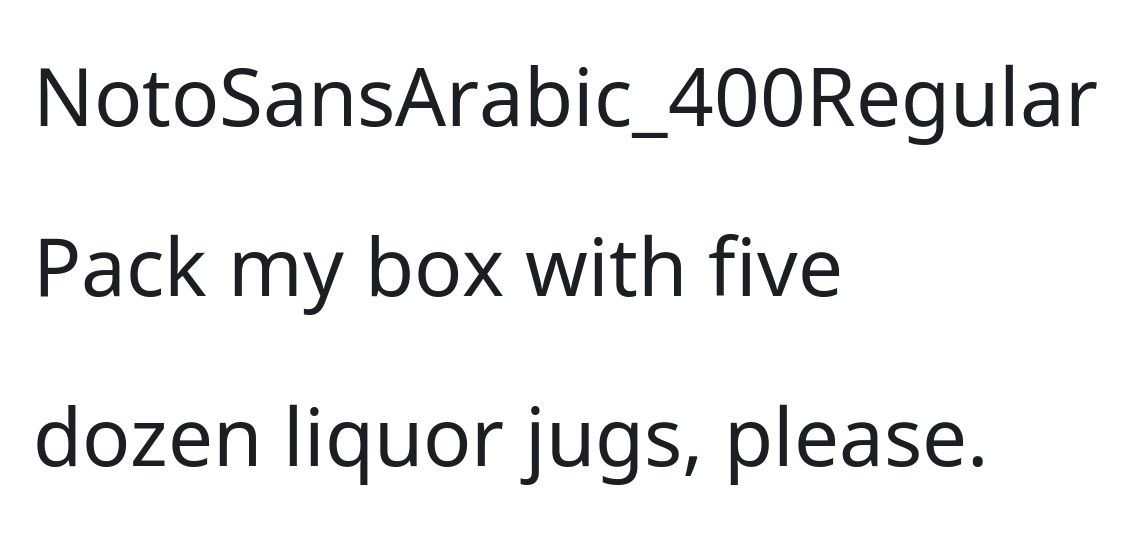 NotoSansArabic_400Regular
Pack my box with five
dozen liquor jugs, please.